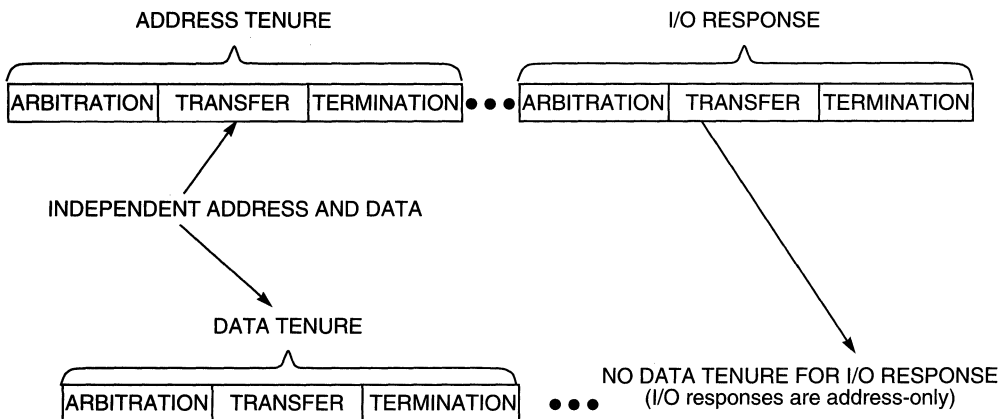 ADDRESS TENURE
I/O RESPONSE
ARBITRATION TRANSFER TERMINATION ARBITRATION TRANSFER TERMINATION
INDEPENDENT ADDRESS AND DATA
DATA TENURE
ARBITRATION TRANSFER TERMINATION
NO DATA TENURE FOR I/O RESPONSE
(I/O responses are address-only)